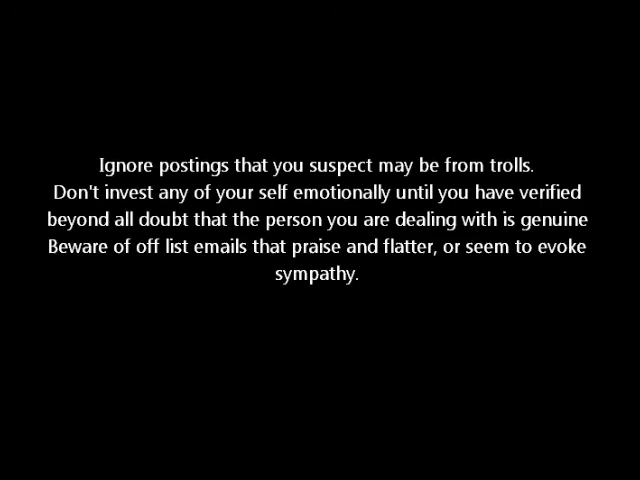 Ignore postings that you suspect may be from trolls.
Don't invest any of your self emotionally until you have verified
beyond all doubt that the person you are dealing with is genuine
Beware of off list emails that praise and flatter, or seem to evoke
sympathy.